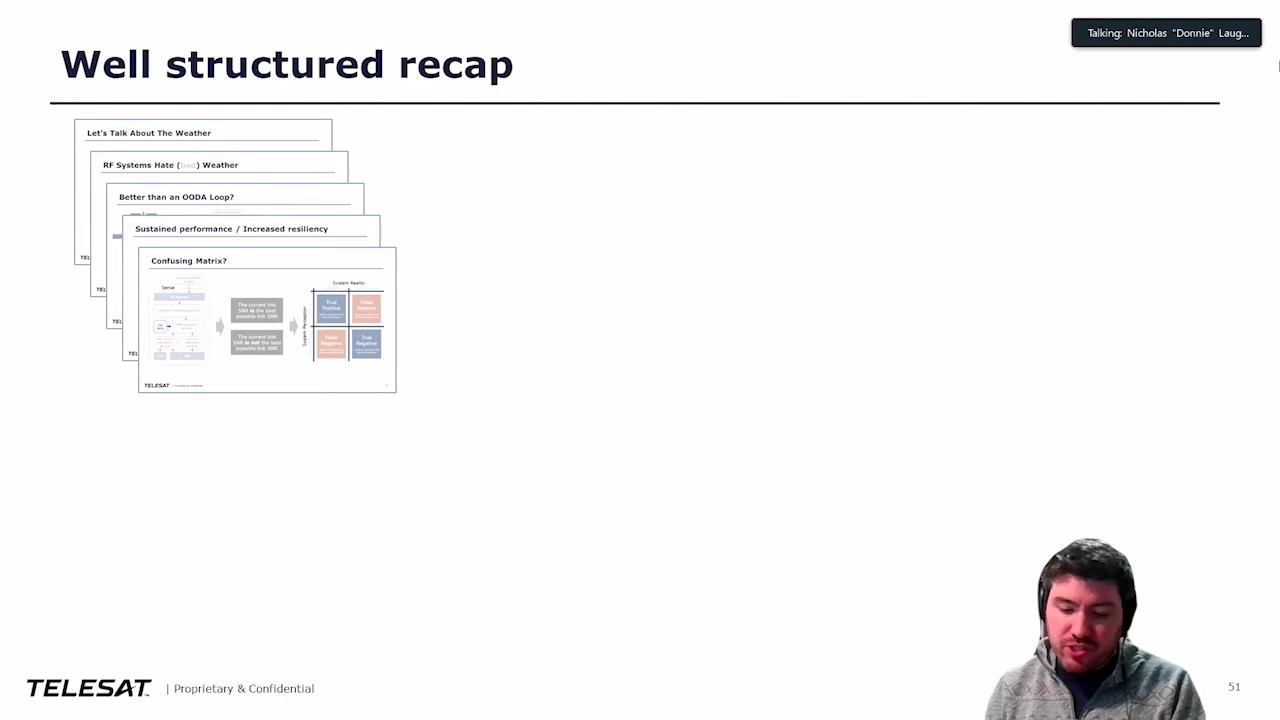 Talking: Nicholas "Donnie" Laug...
Well structured recap
Let's Talk About The Weather
RF Systems Hate (bad) Weather
Better than an OODA Loop?
Sustained performance / Increased resiliency
Confusing Matrix?
Sense
The current link
SNR is the best
possible link SNR
The current link
SNR is not the best
possible link SNR
System Reality
System Perception
True
Positive
False
Positive
False
Negative
True
Negative
TELESAT
TELESAT | Proprietary & Confidential
51